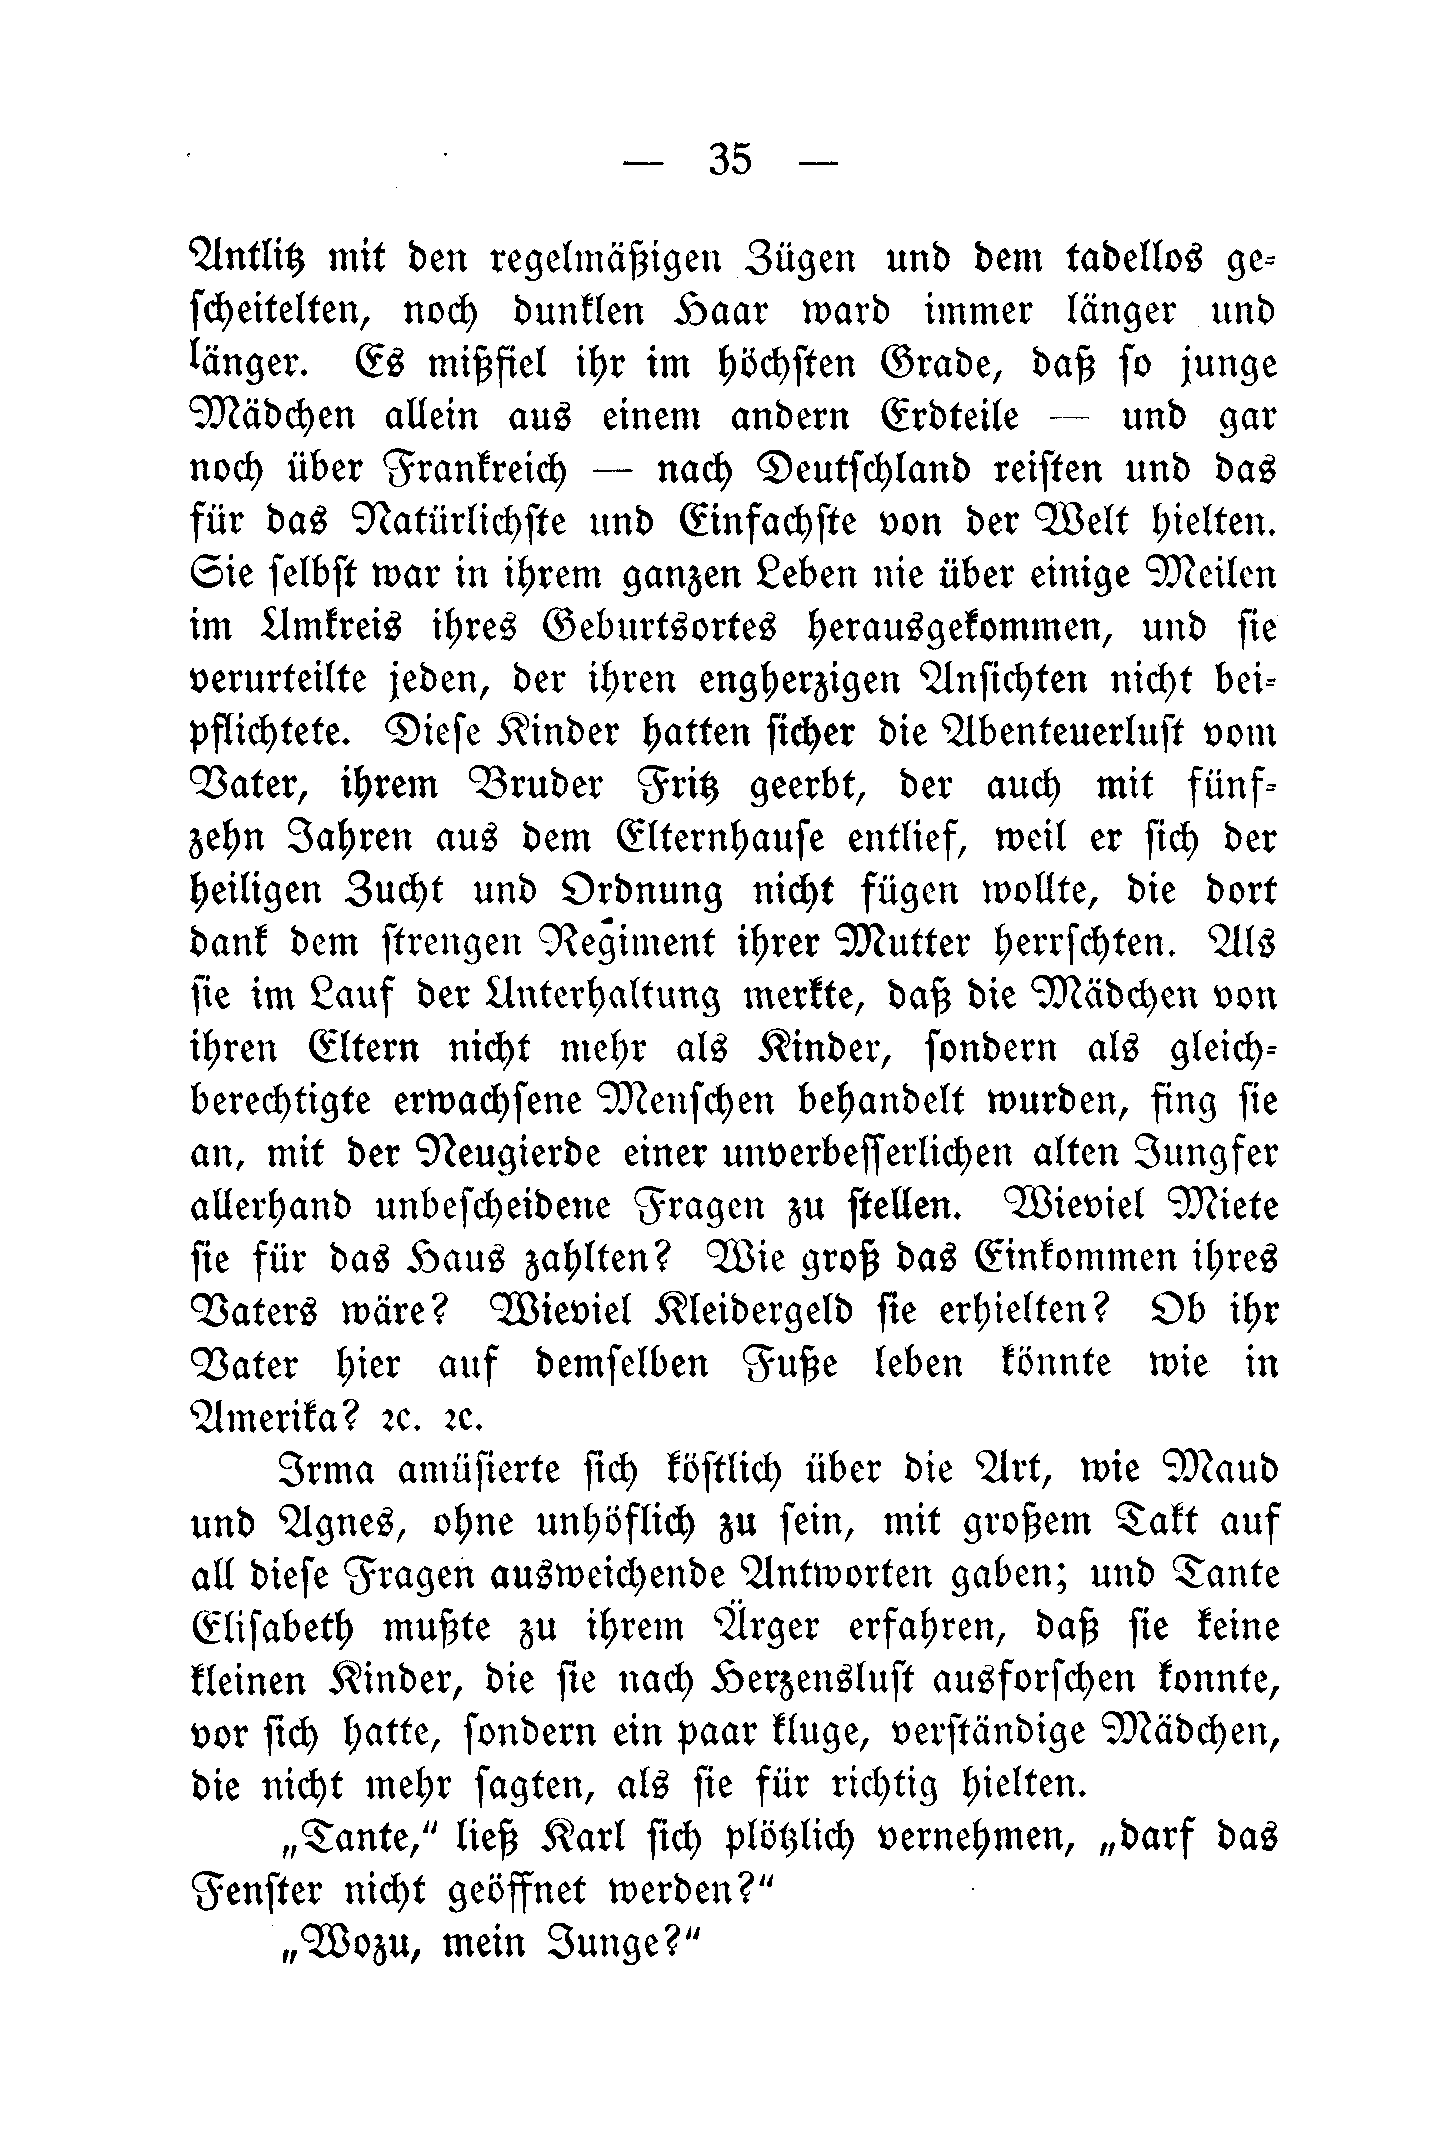 — 35 —
Antlitz mit den regelmäßigen Zügen und dem tadellos ge-
scheitelten, noch dunklen Haar ward immer länger und
länger. Es mißfiel ihr im höchsten Grade, daß so junge
Mädchen allein aus einem andern Erdteile — und gar
noch über Frankreich — nach Deutschland reisten und das
für das Natürlichste und Einfachste von der Welt hielten.
Sie selbst war in ihrem ganzen Leben nie über einige Meilen
im Umkreis ihres Geburtsortes herausgekommen, und sie
verurteilte jeden, der ihren engherzigen Ansichten nicht bei-
pflichtete. Diese Kinder hatten sicher die Abenteuerlust vom
Vater, ihrem Bruder Fritz geerbt, der auch mit fünf-
zehn Jahren aus dem Elternhause entlief, weil er sich der
heiligen Zucht und Ordnung nicht fügen wollte, die dort
dank dem strengen Regiment ihrer Mutter herrschten. Als
sie im Lauf der Unterhaltung merkte, daß die Mädchen von
ihren Eltern nicht mehr als Kinder, sondern als gleich-
berechtigte erwachsene Menschen behandelt wurden, fing sie
an, mit der Neugierde einer unverbesserlichen alten Jungfer
allerhand unbescheidene Fragen zu stellen. Wieviel Miete
sie für das Haus zahlten? Wie groß das Einkommen ihres
Vaters wäre? Wieviel Kleidergeld sie erhielten? Ob ihr
Vater hier auf demselben Fuße leben könnte wie in
Amerika? ꝛc. ꝛc.
Irma amüsierte sich köstlich über die Art, wie Maud
und Agnes, ohne unhöflich zu sein, mit großem Takt auf
all diese Fragen ausweichende Antworten gaben; und Tante
Elisabeth mußte zu ihrem Ärger erfahren, daß sie keine
kleinen Kinder, die sie nach Herzenslust ausforschen konnte,
vor sich hatte, sondern ein paar kluge, verständige Mädchen,
die nicht mehr sagten, als sie für richtig hielten.
„Tante,“ ließ Karl sich plötzlich vernehmen, „darf das
Fenster nicht geöffnet werden?“
„Wozu, mein Junge?“